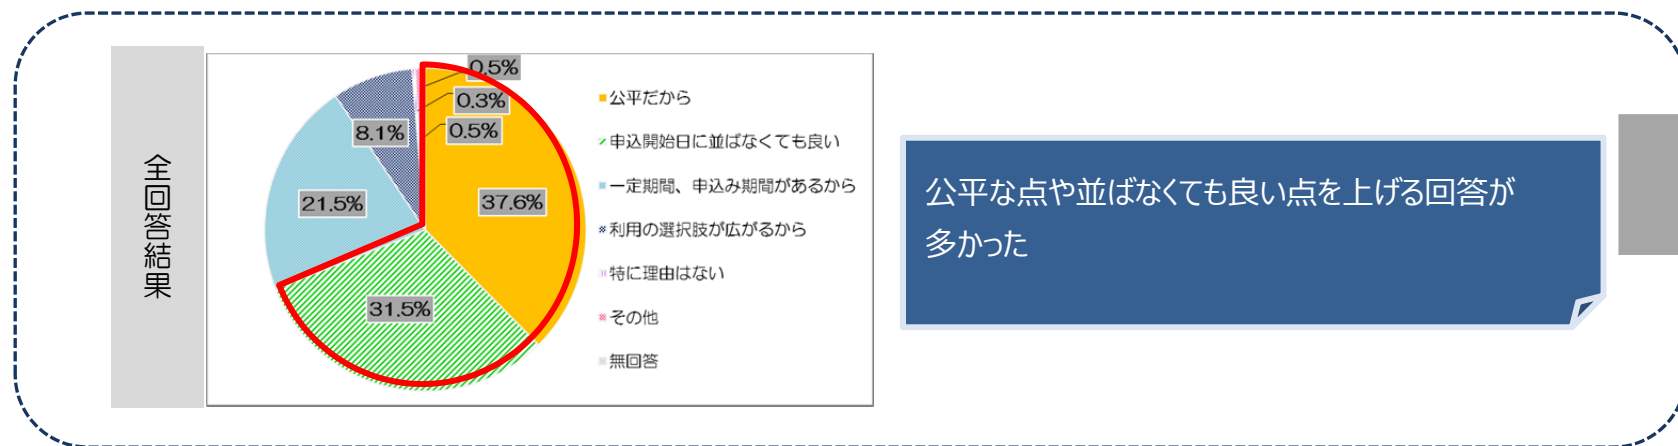 全回答結果
0.5%
0.3%
0.5%
8.1%
21.5%
37.6%
31.5%
公平だから
申込開始日に並ばなくても良い
一定期間、申込み期間があるから
利用の選択肢が広がるから
特に理由はない
その他
無回答
公平な点や並ばなくても良い点を上げる回答が
多かった